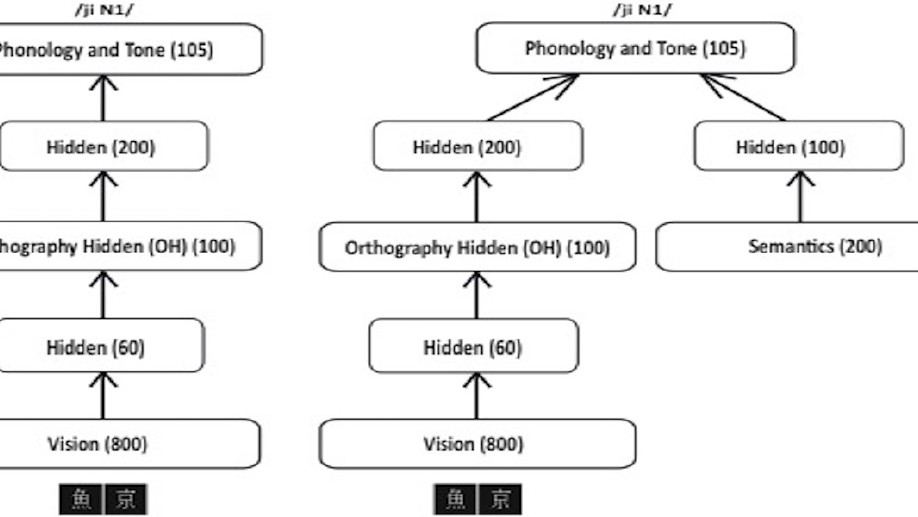 /ji N1/
Phonology and Tone (105)
Hidden (200)
hography Hidden (OH) (100)
Hidden (60)
Vision (800)
魚 京
/ji N1/
Phonology and Tone (105)
Hidden (200)
Hidden (100)
Orthography Hidden (OH) (100)
Semantics (200)
Hidden (60)
Vision (800)
魚 京